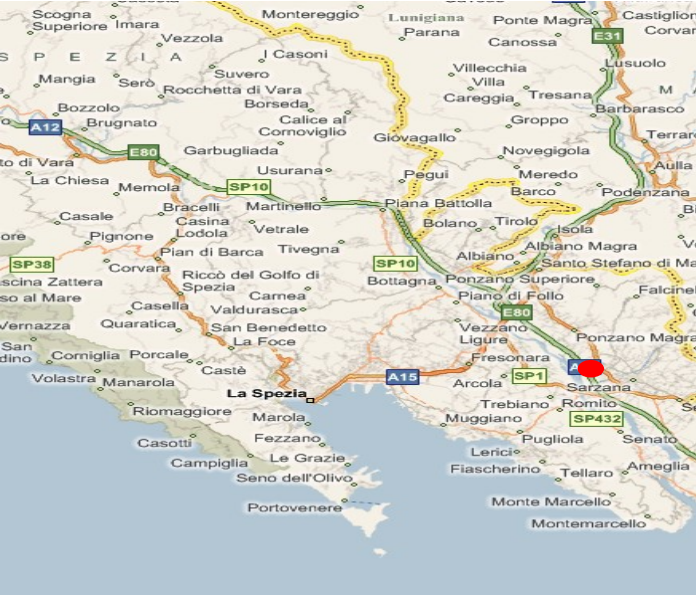 Scogna
Superiore
Imara
Montereggio
Lunigiana
Parana
Ponte Magra
Castiglior
Corvar
E31
Canossa
Vezzola
I Casoni
SPEZIA
Lusuolo
Villecchia
Villa
Mangia
Serò
Suvero
Rocchetta di Vara
Careggia
Tresana
M A
Barbarasco
Bozzolo
Borseda
Brugnato
Calice al
Cornoviglio
Groppo
A12
Giovagallo
Terrar
E80
Garbugliada
Novegigola
to di Vara
Usurana
Pegui
Meredo
Aulla
La Chiesa
Memola
SP10
Barco
Podenzana
Bracelli
Martinello
Piana Battolla
Casale
Casina
Lodola
Vetrale
Bolano
Tirolo
Isola
ore
Pignone
Pian di Barca
Tivegna
Albiano Magra
SP38
Corvara
SP10
Albiano
Santo Stefano di Ma
scina Zattera
Riccò del Golfo di
Spezia
Bottagna
Ponzano Superiore
so al Mare
Carnea
Piano di Follo
Falcinel
Casella
Valdurasca
E80
Vernazza
Quaratica
San Benedetto
Vezzano
Ligure
Ponzano Magra
La Foce
San
dino
Corniglia
Porcale
Fresonara
Volastra
Manarola
Castè
A15
Arcola
SP1
Sarzana
La Spezia
Riomaggiore
Marola
Trebiano
Romito
Muggiano
SP432
Casotti
Fezzano
Pugliola
Senato
Campiglia
Le Grazie
Lerici
Fiascherino
Tellaro
Ameglia
Seno dell'Olivo
Portovenere
Monte Marcello
Montemarcello